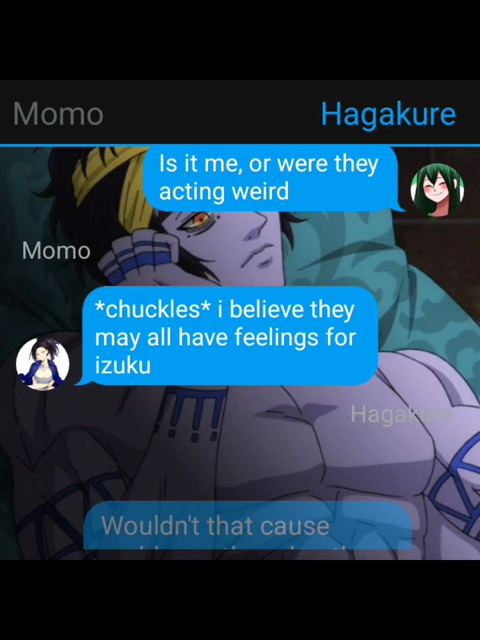 Momo
Hagakure
Is it me, or were they
acting weird
Momo
*chuckles* i believe they
may all have feelings for
izuku
Hagakure
Wouldn't that cause